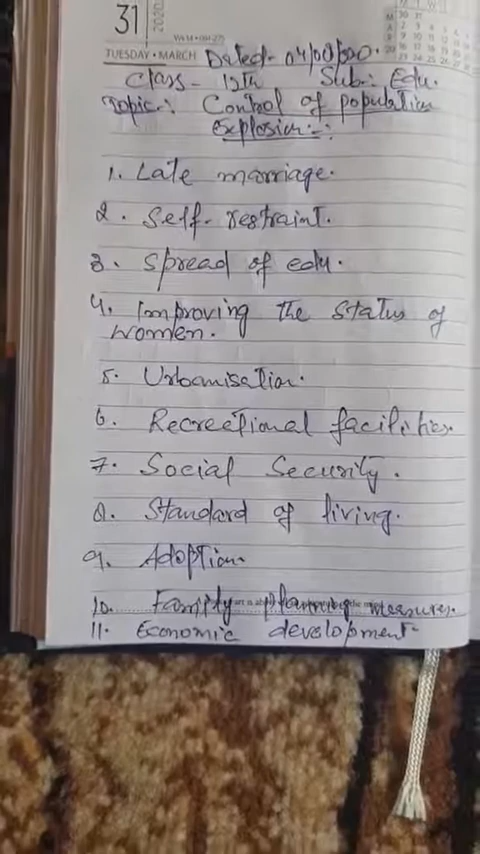 31
2020
TUESDAY • MARCH
Dated-
Class - 12th Sub.: Edu.
Topic: Control of population
Explosion:-
1. Late marriage.
2. Self-restraint.
3. Spread of edu.
4. Improving the status of
women.
5. Urbanisation.
6. Recreational facilities.
7. Social Security.
8. Standard of living.
9. Adoption.
10. Family planning measures.
11. Economic development.